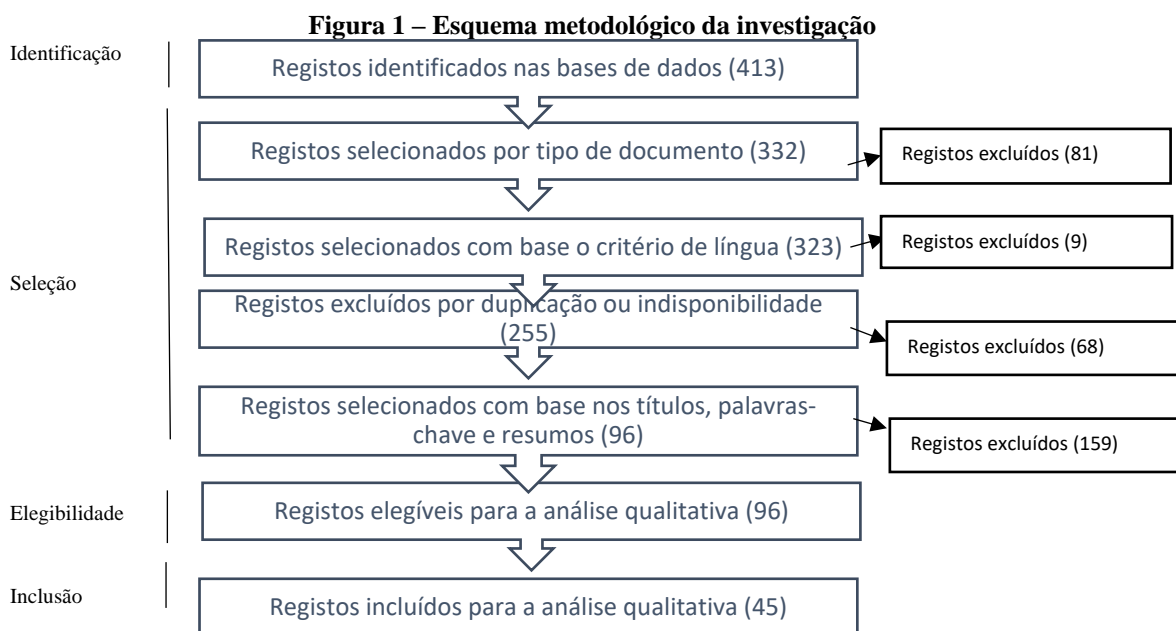 Figura 1 – Esquema metodológico da investigação
Identificação
Registos identificados nas bases de dados (413)
Registos selecionados por tipo de documento (332)
Registos excluídos (81)
Registos selecionados com base o critério de língua (323)
Registos excluídos (9)
Seleção
Registos excluídos por duplicação ou indisponibilidade
(255)
Registos excluídos (68)
Registos selecionados com base nos títulos, palavras-
chave e resumos (96)
Registos excluídos (159)
Elegibilidade
Registos elegíveis para a análise qualitativa (96)
Inclusão
Registos incluídos para a análise qualitativa (45)